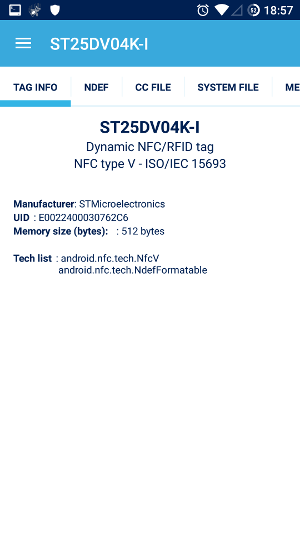 18:57
ST25DV04K-I
TAG INFO NDEF CC FILE SYSTEM FILE ME
ST25DV04K-I
Dynamic NFC/RFID tag
NFC type V - ISO/IEC 15693
Manufacturer: STMicroelectronics
UID : E0022400030762C6
Memory size (bytes): : 512 bytes
Tech list : android.nfc.tech.NfcV
android.nfc.tech.NdefFormatable